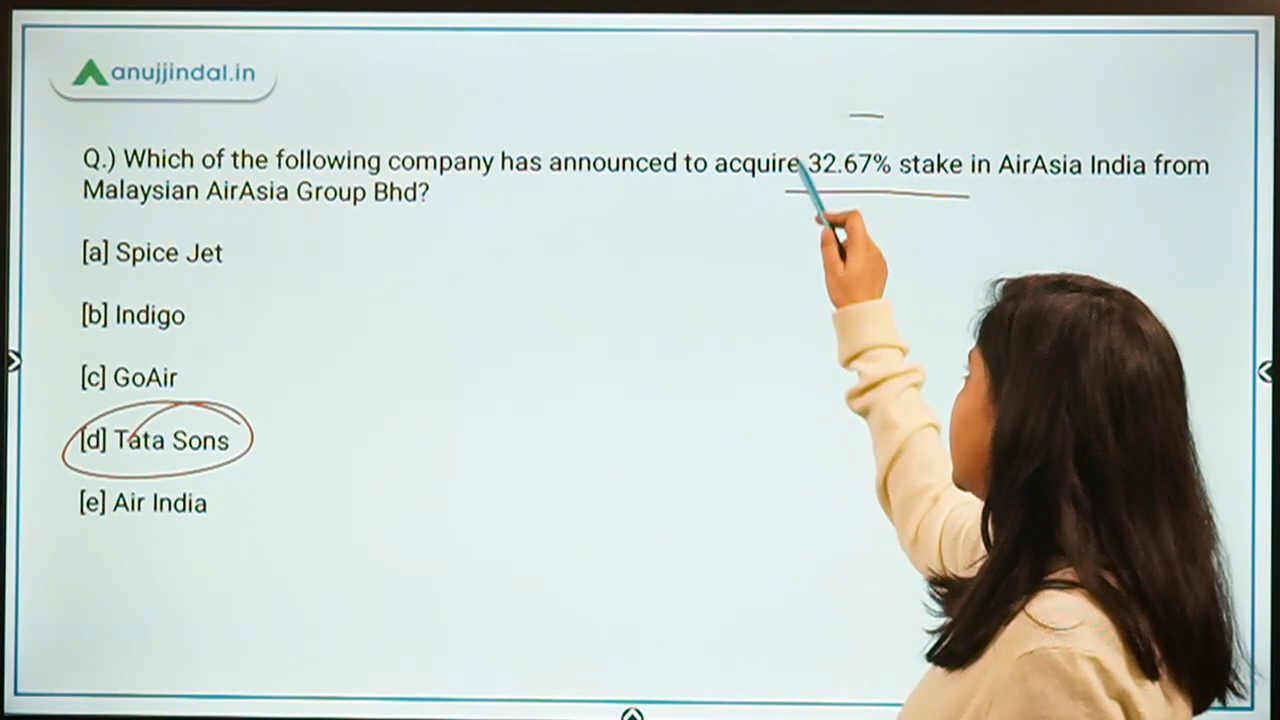 anujjindal.in
Q.) Which of the following company has announced to acquire 32.67% stake in AirAsia India from
Malaysian AirAsia Group Bhd?
[a] Spice Jet
[b] Indigo
[c] GoAir
[d] Tata Sons
[e] Air India